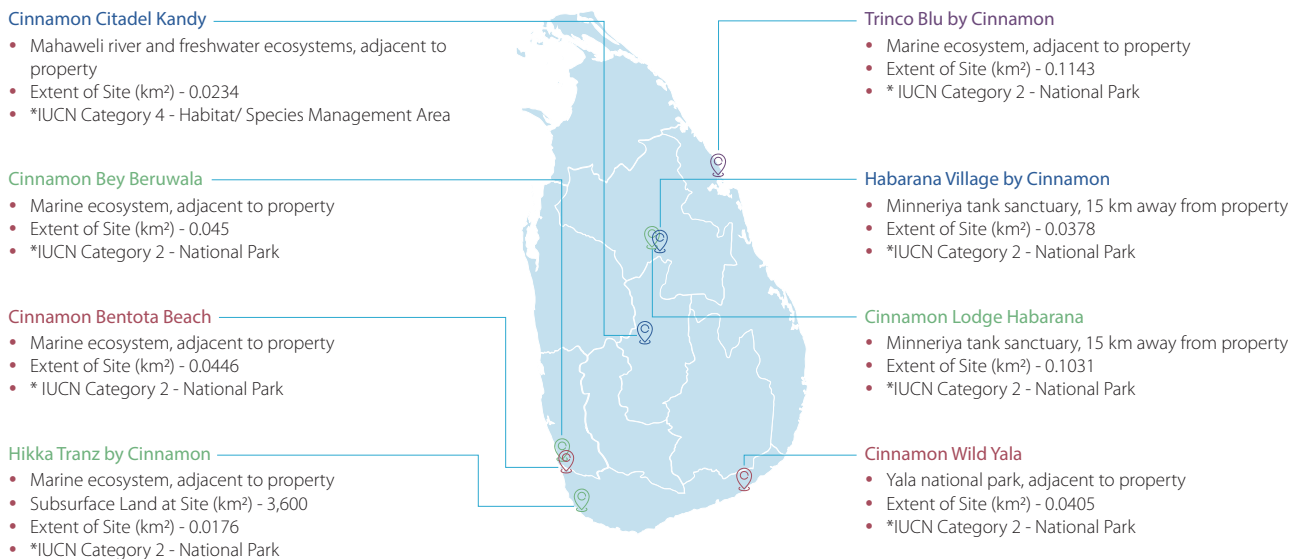 Cinnamon Citadel Kandy
• Mahaweli river and freshwater ecosystems, adjacent to
property
• Extent of Site (km²) - 0.0234
• *IUCN Category 4 - Habitat/ Species Management Area
Cinnamon Bey Beruwala
• Marine ecosystem, adjacent to property
• Extent of Site (km²) - 0.045
• *IUCN Category 2 - National Park
Cinnamon Bentota Beach
• Marine ecosystem, adjacent to property
• Extent of Site (km²) - 0.0446
• * IUCN Category 2 - National Park
Hikka Tranz by Cinnamon
• Marine ecosystem, adjacent to property
• Subsurface Land at Site (km²) - 3,600
• Extent of Site (km²) - 0.0176
• *IUCN Category 2 - National Park
Trinco Blu by Cinnamon
• Marine ecosystem, adjacent to property
• Extent of Site (km²) - 0.1143
• * IUCN Category 2 - National Park
Habarana Village by Cinnamon
• Minneriya tank sanctuary, 15 km away from property
• Extent of Site (km²) - 0.0378
• *IUCN Category 2 - National Park
Cinnamon Lodge Habarana
• Minneriya tank sanctuary, 15 km away from property
• Extent of Site (km²) - 0.1031
• *IUCN Category 2 - National Park
Cinnamon Wild Yala
• Yala national park, adjacent to property
• Extent of Site (km²) - 0.0405
• *IUCN Category 2 - National Park